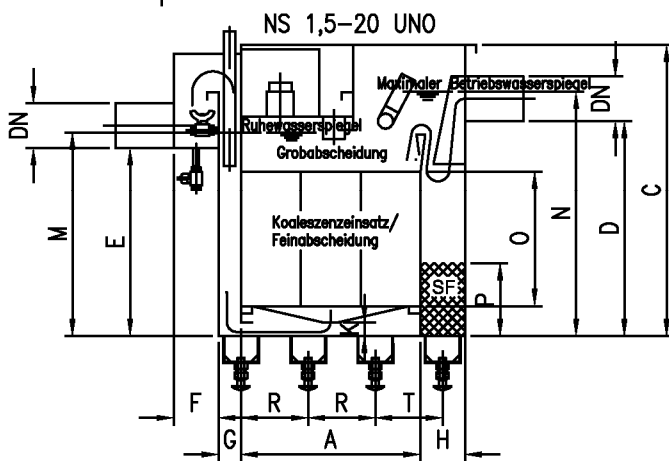 NS 1,5-20 UNO
Maximaler Betriebswasserspiegel
DN
DN
Ruhewasserspiegel
Grobabscheidung
Koaleszenzeinsatz/
Feinabscheidung
M
E
O
N
D
C
SF
P
K
F
R
R
T
G
A
H